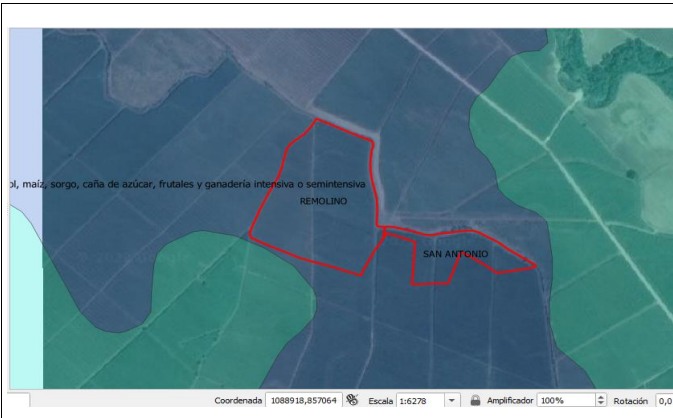 ol, maíz, sorgo, caña de azúcar, frutales y ganadería intensiva o semintensiva
REMOLINO
SAN ANTONIO
Coordenada 1088918,857064 Escala 1:6278 Amplificador 100% Rotación 0,0